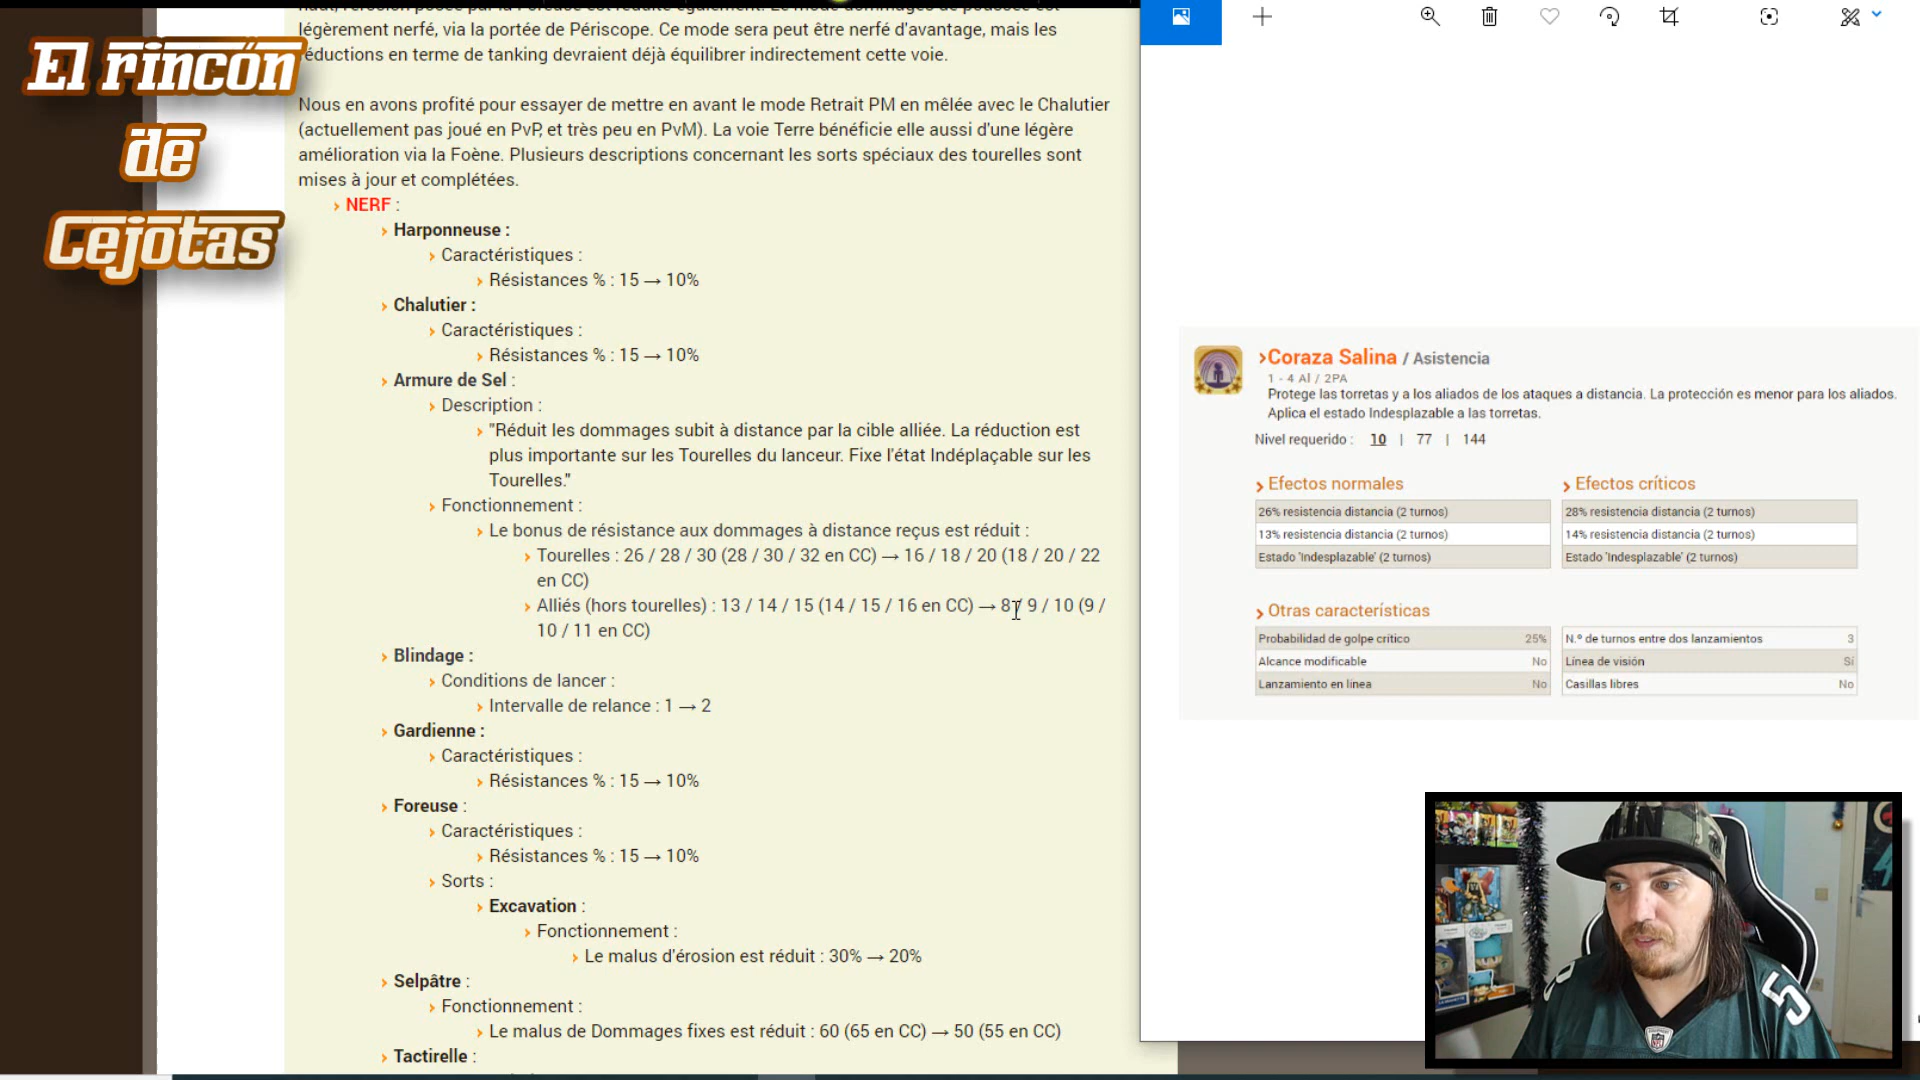 El rincón
de
Cejotas
légèrement nerfé, via la portée de Périscope. Ce mode sera peut être nerfé d'avantage, mais les
réductions en terme de tanking devraient déjà équilibrer indirectement cette voie.
Nous en avons profité pour essayer de mettre en avant le mode Retrait PM en mêlée avec le Chalutier
(actuellement pas joué en PvP, et très peu en PvM). La voie Terre bénéficie elle aussi d'une légère
amélioration via la Foène. Plusieurs descriptions concernant les sorts spéciaux des tourelles sont
mises à jour et complétées.
NERF :
Harponneuse :
Caractéristiques :
Résistances % : 15 → 10%
Chalutier :
Caractéristiques :
Résistances % : 15 → 10%
Armure de Sel :
Description :
"Réduit les dommages subit à distance par la cible alliée. La réduction est
plus importante sur les Tourelles du lanceur. Fixe l'état Indéplaçable sur les
Tourelles."
Fonctionnement :
Le bonus de résistance aux dommages à distance reçus est réduit :
Tourelles : 26 / 28 / 30 (28 / 30 / 32 en CC) → 16 / 18 / 20 (18 / 20 / 22
en CC)
Alliés (hors tourelles) : 13 / 14 / 15 (14 / 15 / 16 en CC) → 8 / 9 / 10 (9 /
10 / 11 en CC)
Blindage :
Conditions de lancer :
Intervalle de relance : 1 → 2
Gardienne :
Caractéristiques :
Résistances % : 15 → 10%
Foreuse :
Caractéristiques :
Résistances % : 15 → 10%
Sorts :
Excavation :
Fonctionnement :
Le malus d'érosion est réduit : 30% → 20%
Selpâtre :
Fonctionnement :
Le malus de Dommages fixes est réduit : 60 (65 en CC) → 50 (55 en CC)
Tactirelle :
Coraza Salina / Asistencia
1 - 4 Al / 2PA
Protege las torretas y a los aliados de los ataques a distancia. La protección es menor para los aliados.
Aplica el estado Indesplazable a las torretas.
Nivel requerido : 10 | 77 | 144
Efectos normales
26% resistencia distancia (2 turnos)
13% resistencia distancia (2 turnos)
Estado 'Indesplazable' (2 turnos)
Efectos críticos
28% resistencia distancia (2 turnos)
14% resistencia distancia (2 turnos)
Estado 'Indesplazable' (2 turnos)
Otras características
Probabilidad de golpe crítico 25%
Alcance modificable No
Lanzamiento en línea No
N.º de turnos entre dos lanzamientos 3
Línea de visión Sí
Casillas libres No